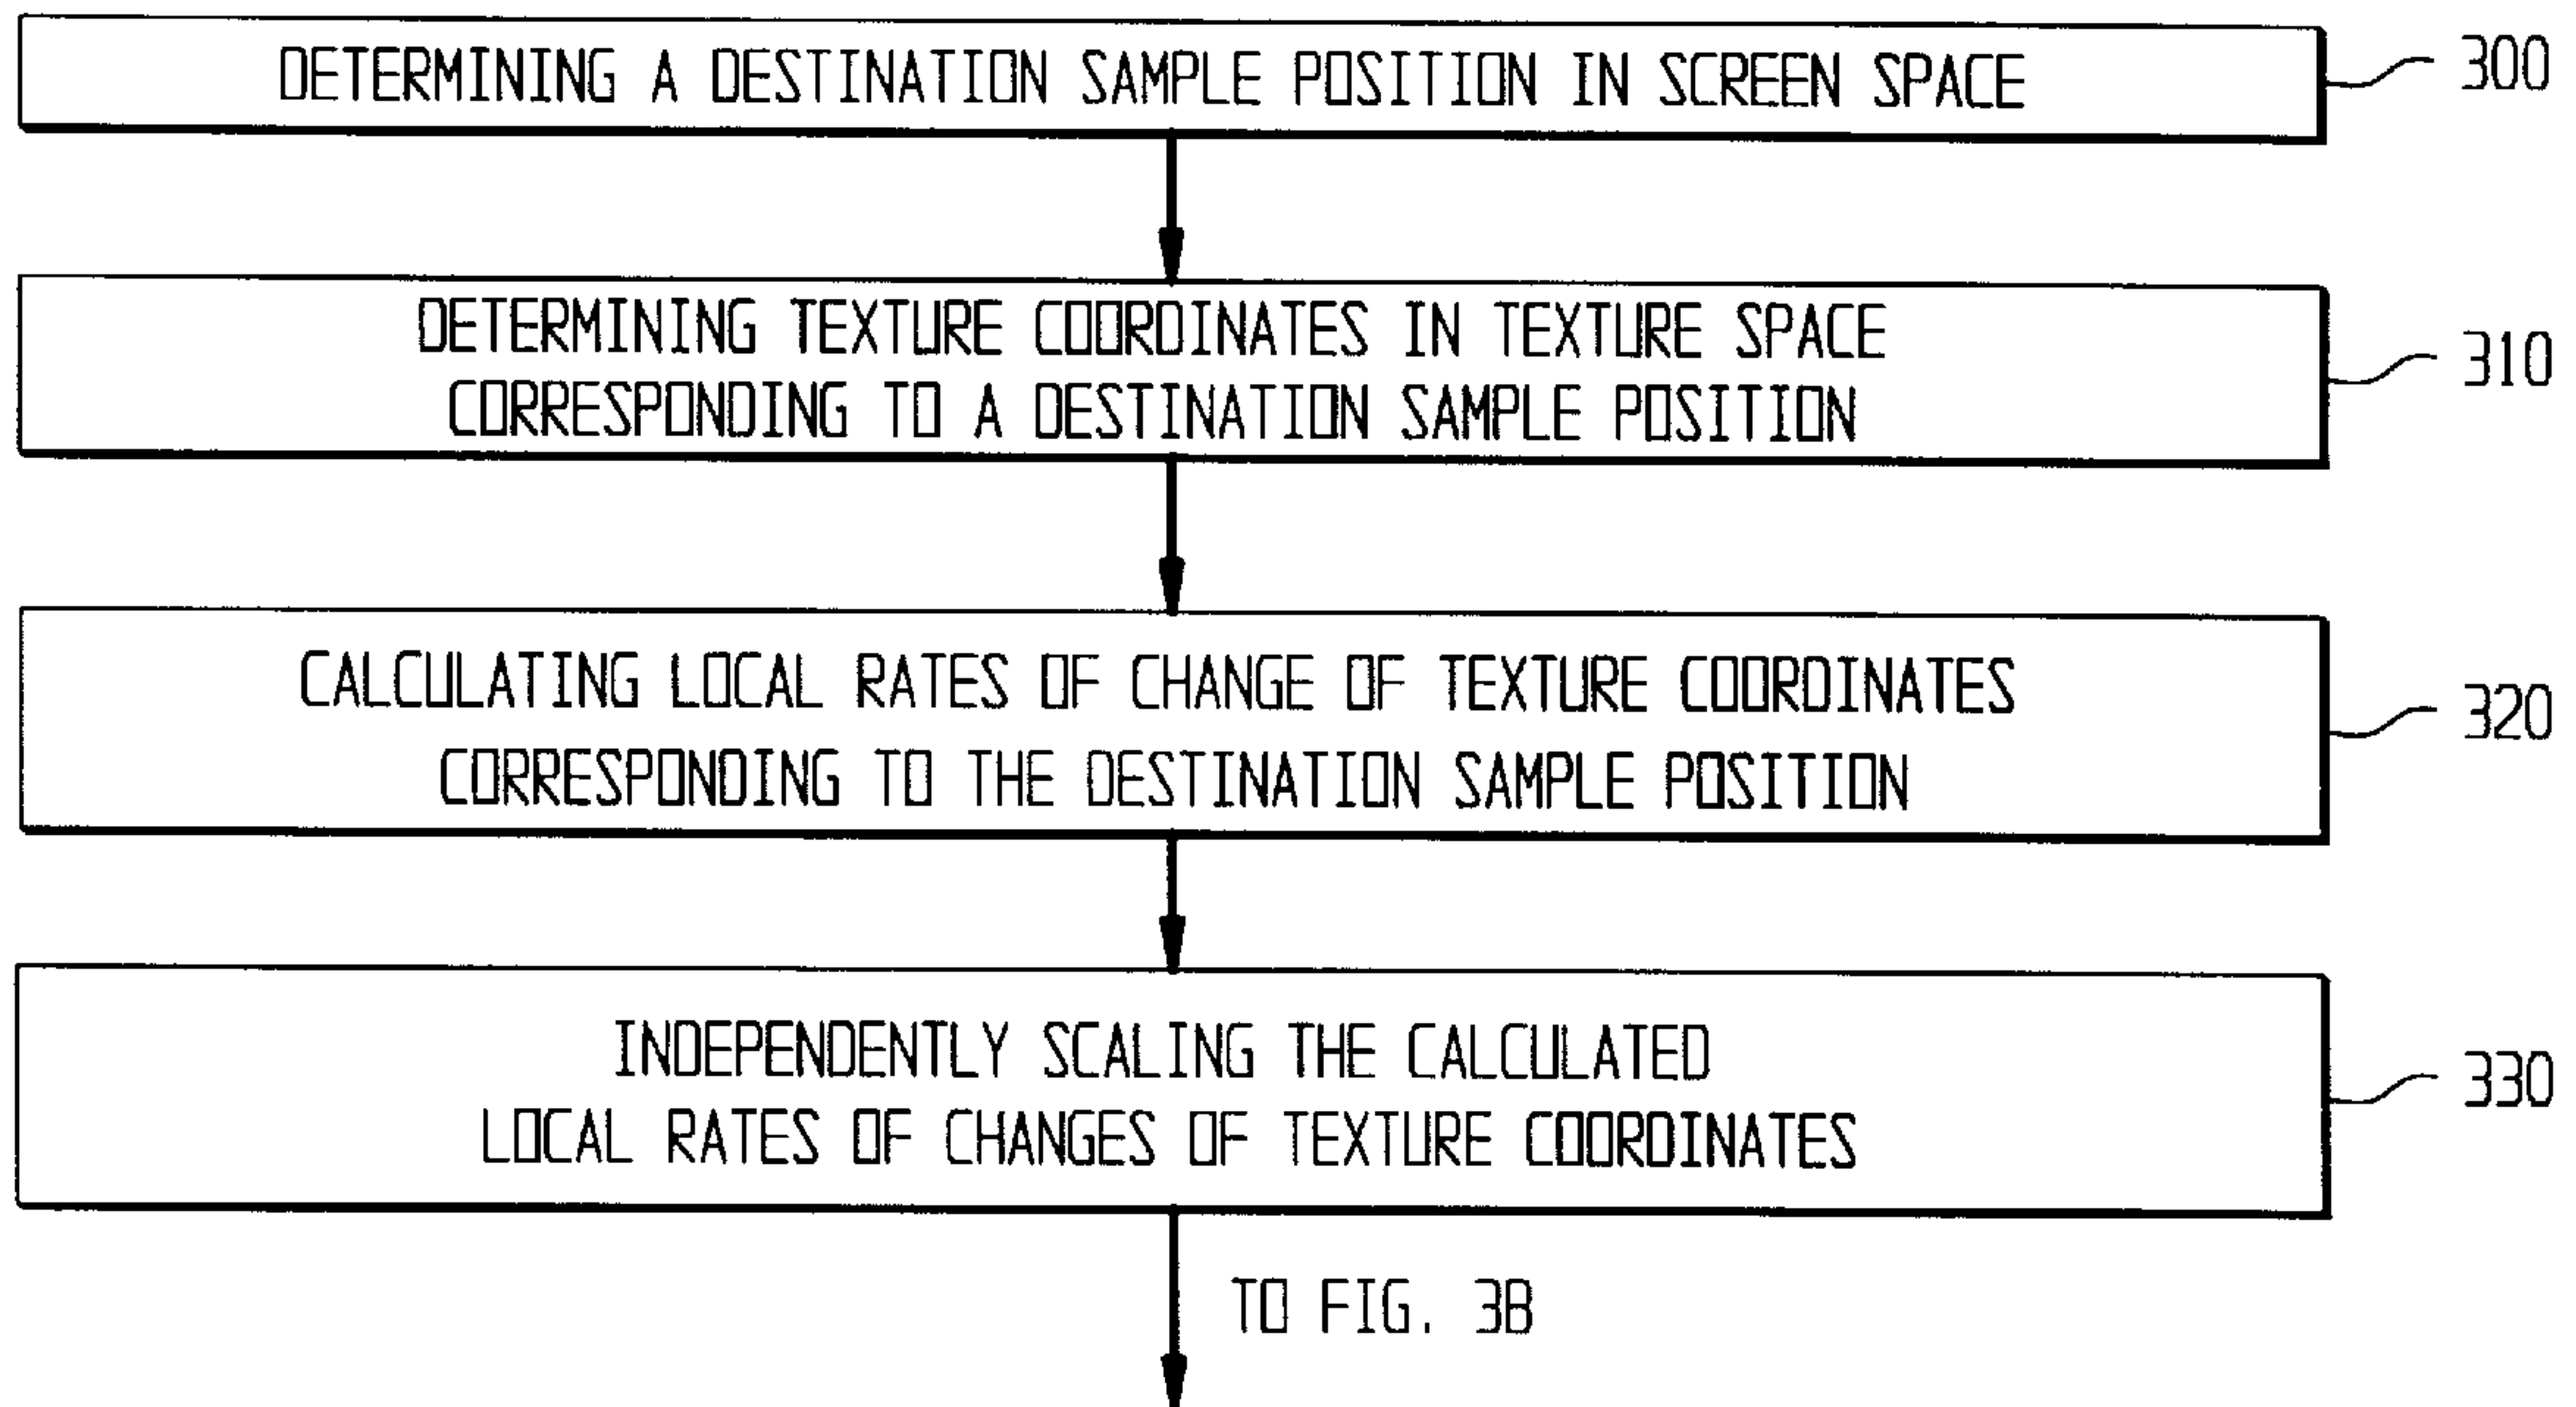 DETERMINING A DESTINATION SAMPLE POSITION IN SCREEN SPACE
300
DETERMINING TEXTURE COORDINATES IN TEXTURE SPACE
CORRESPONDING TO A DESTINATION SAMPLE POSITION
310
CALCULATING LOCAL RATES OF CHANGE OF TEXTURE COORDINATES
CORRESPONDING TO THE DESTINATION SAMPLE POSITION
320
INDEPENDENTLY SCALING THE CALCULATED
LOCAL RATES OF CHANGES OF TEXTURE COORDINATES
330
TO FIG. 3B